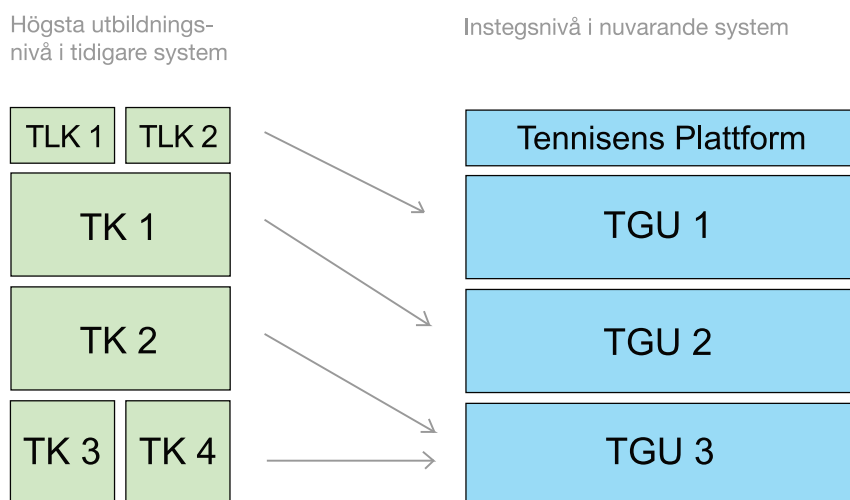 Högsta utbildnings-
nivå i tidigare system
Instegsnivå i nuvarande system
TLK 1
TLK 2
Tennisens Plattform
TK 1
TGU 1
TK 2
TGU 2
TK 3
TK 4
TGU 3